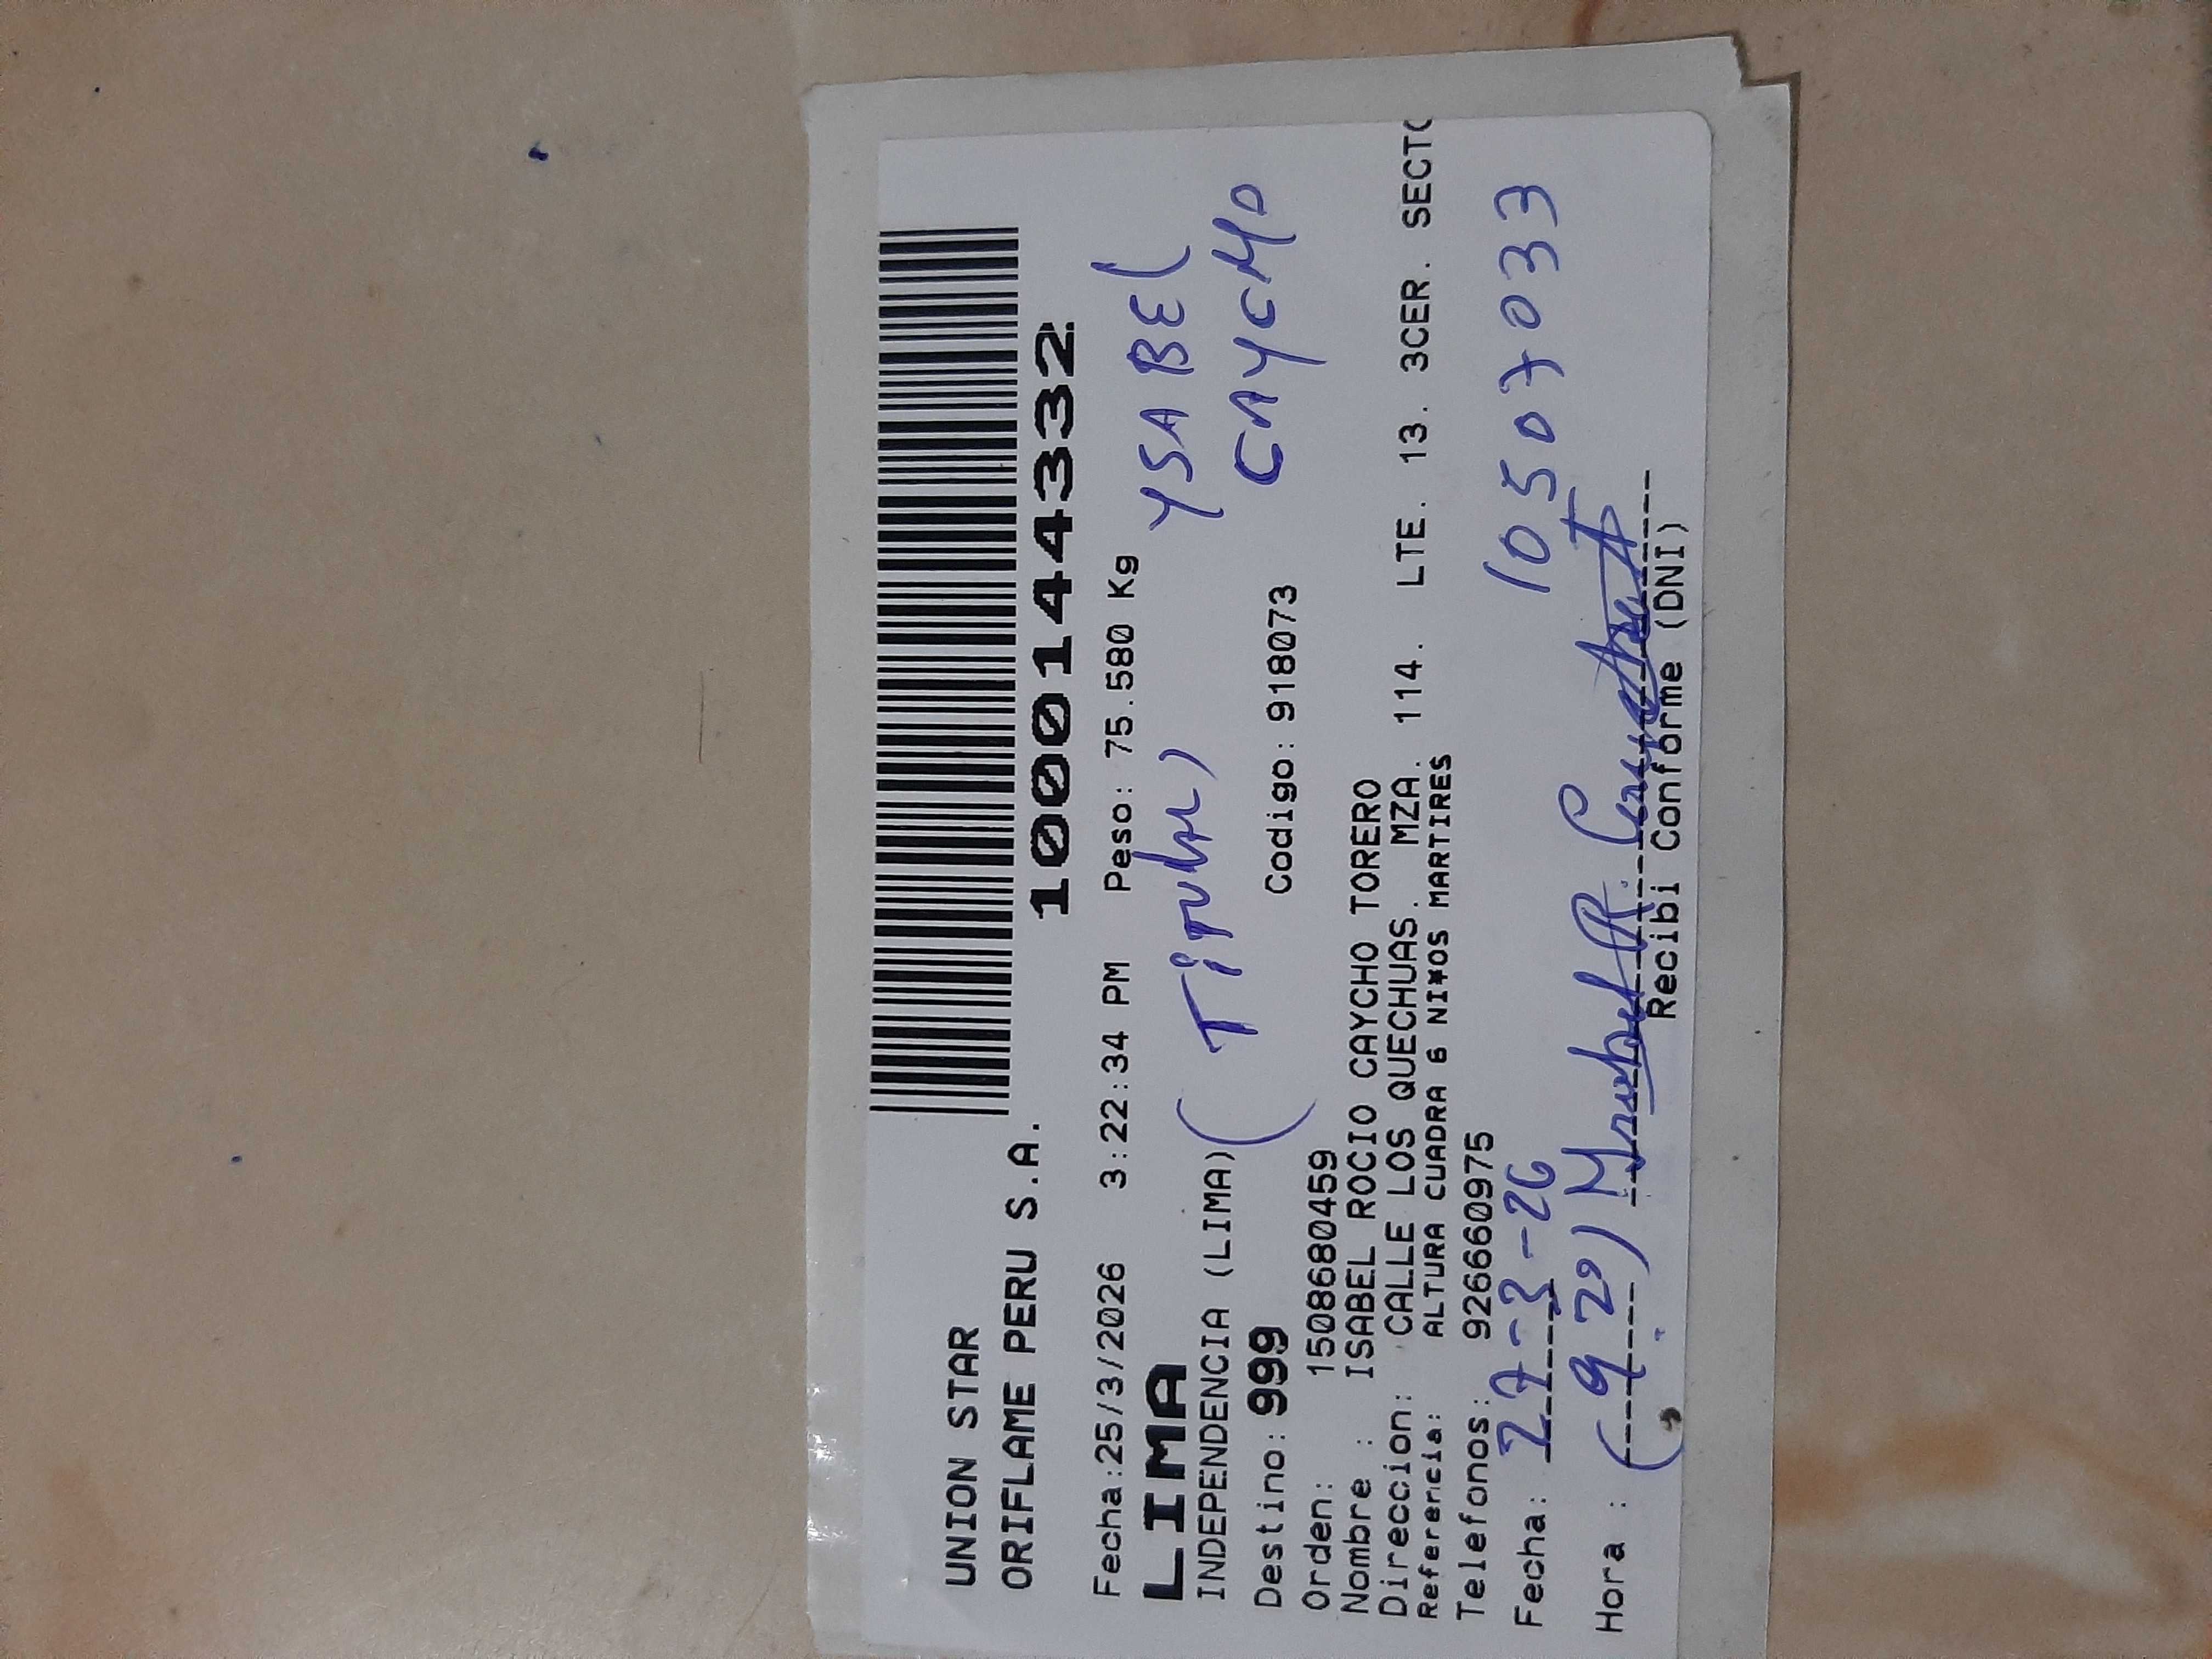 UNION STAR
ORIFLAME PERU S.A.
1000144332
Fecha:25/3/2026 3:22:34 PM Peso: 75.580 Kg
LIMA
INDEPENDENCIA (LIMA)
(Titular)
YSABEL
CAYCHO
Destino: 999 Codigo: 918073
Orden: 1508680459
Nombre : ISABEL ROCIO CAYCHO TORERO
Direccion: CALLE LOS QUECHUAS. MZA. 114. LTE. 13. 3CER. SECTO
Referencia: ALTURA CUADRA 6 NI¥OS MARTIRES
Telefonos: 926660975
Fecha: 27-3-26
10507033
Hora : (9 20)
Recibi Conforme (DNI)